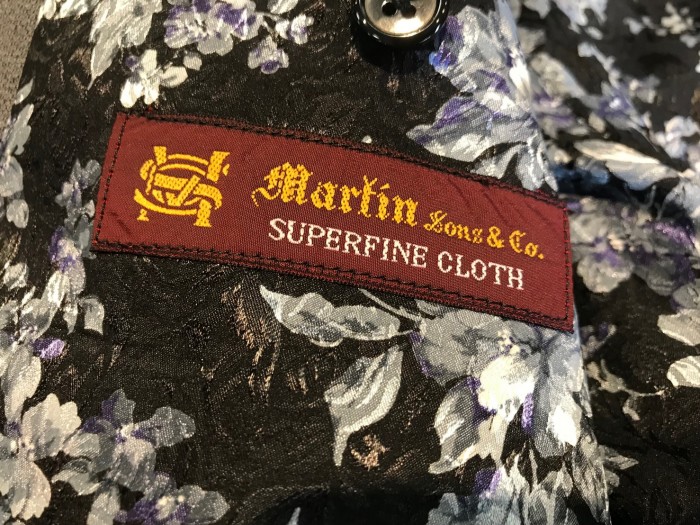 Martin Sons & Co.
SUPERFINE CLOTH